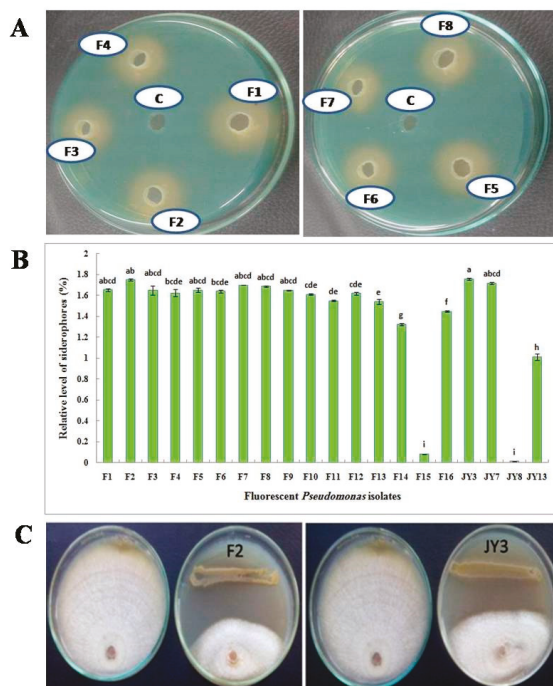 A
F4
F1
C
F3
F2
F8
F7
C
F6
F5
B
Relative level of siderophores (%)
2
1.8
1.6
1.4
1.2
1
0.8
0.6
0.4
0.2
0
abcd ab abcd bcde abcd bcde abcd abcd abcd cde de cde e g i f a abcd i h
F1 F2 F3 F4 F5 F6 F7 F8 F9 F10 F11 F12 F13 F14 F15 F16 JY3 JY7 JY8 JY13
Fluorescent Pseudomonas isolates
C
F2
JY3